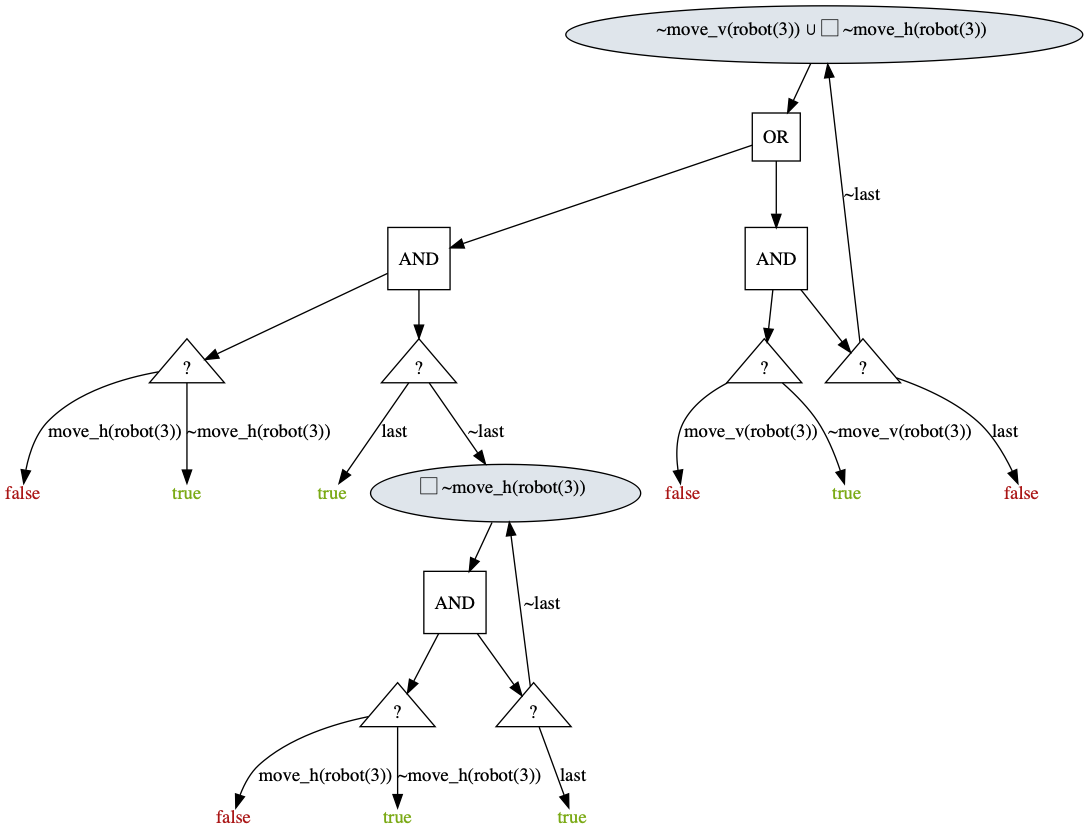 ~move_v(robot(3)) ∪ □ ~move_h(robot(3))
OR
~last
AND
AND
?
?
?
?
move_h(robot(3))
~move_h(robot(3))
last
~last
move_v(robot(3))
~move_v(robot(3))
last
false
true
true
□ ~move_h(robot(3))
false
true
false
AND
~last
?
?
move_h(robot(3))
~move_h(robot(3))
last
false
true
true